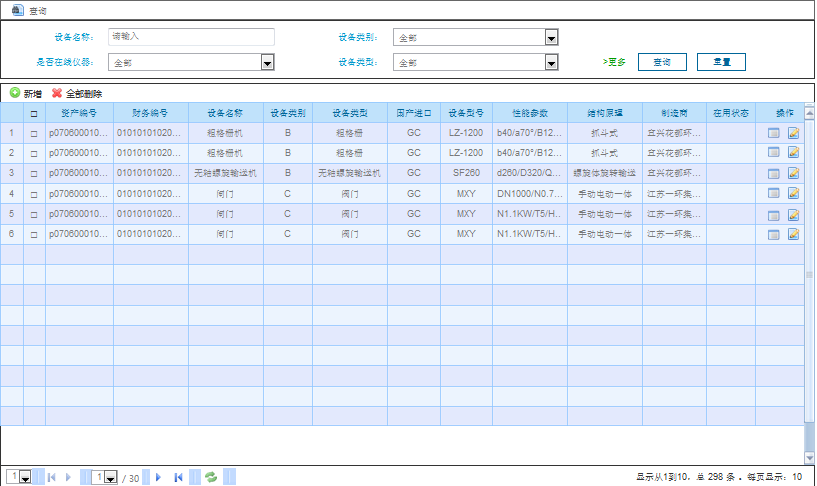 查询
设备名称： 请输入 设备类别： 全部
是否在线仪器： 全部 设备类型： 全部 >更多 查询 重置
新增 全部删除
资产编号 财务编号 设备名称 设备类别 设备类型 国产进口 设备型号 性能参数 结构原理 制造商 在用状态 操作
1 p070600010... 01010101020... 粗格栅机 B 粗格栅 GC LZ-1200 b40/a70°/B12... 抓斗式 宜兴花都环...
2 p070600010... 01010101020... 粗格栅机 B 粗格栅 GC LZ-1200 b40/a70°/B12... 抓斗式 宜兴花都环...
3 p070600010... 01010101020... 无轴螺旋输送机 B 无轴螺旋输送机 GC SF260 d260/D320/Q... 螺旋体旋转输送 宜兴花都环...
4 p070600010... 01010101020... 闸门 C 阀门 GC MXY DN1000/N0.7... 手动电动一体 江苏一环集...
5 p070600010... 01010101020... 闸门 C 阀门 GC MXY N1.1KW/T5/H... 手动电动一体 江苏一环集...
6 p070600010... 01010101020... 闸门 C 阀门 GC MXY N1.1KW/T5/H... 手动电动一体 江苏一环集...
1 1 / 30 显示从1到10，总 298 条 。每页显示：10